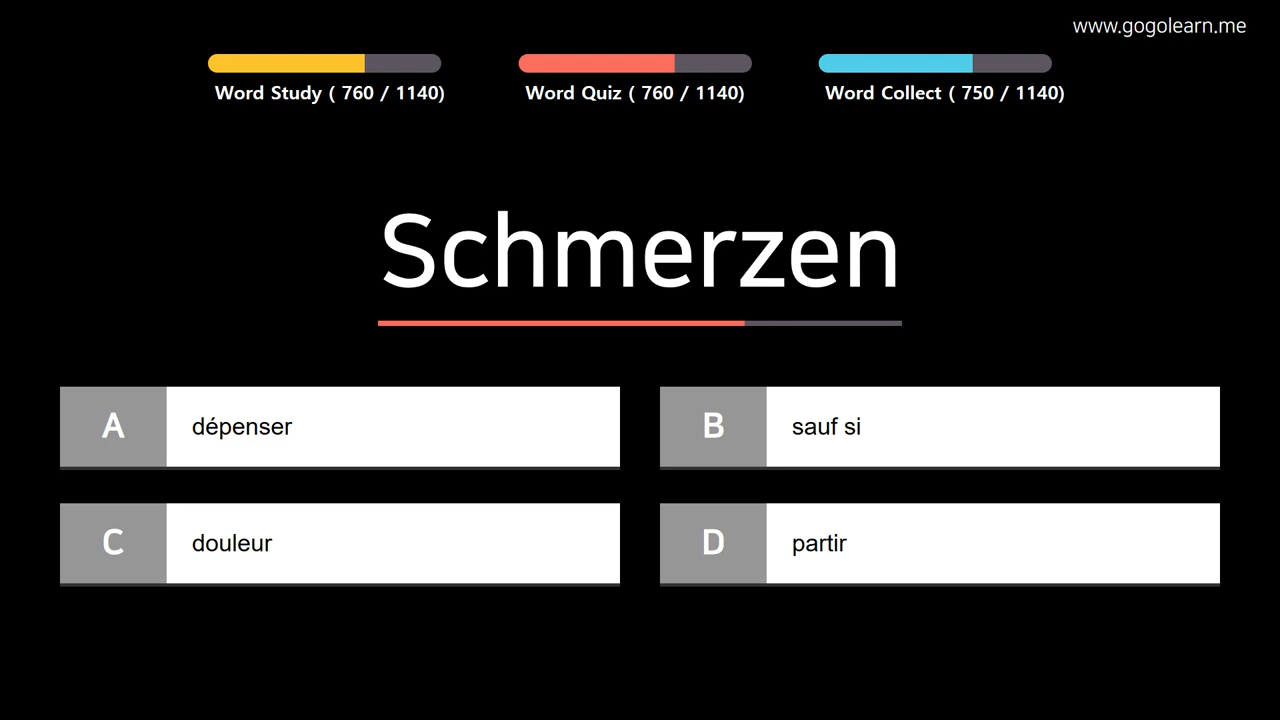 www.gogolearn.me
Word Study ( 760 / 1140)
Word Quiz ( 760 / 1140)
Word Collect ( 750 / 1140)
Schmerzen
A dépenser
B sauf si
C douleur
D partir